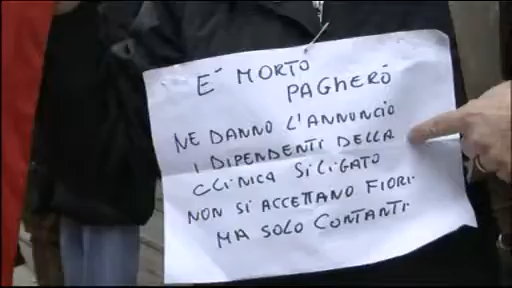 E' MORTO
PAGHERÒ
NE DANNO L'ANNUNCIO
I DIPENDENTI DELLA
CLINICA SILIGATO
NON SI ACCETTANO FIORI.
MA SOLO CONTANTI.